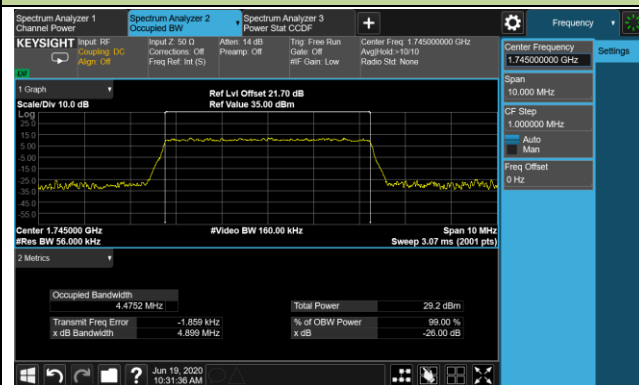 Spectrum Analyzer 1
Channel Power
Spectrum Analyzer 2
Occupied BW
Spectrum Analyzer 3
Power Stat CCDF
Frequency
KEYSIGHT
Input: RF
Coupling: DC
Align: Off
Input Z: 50 Ω
Corrections: Off
Freq Ref: Int (S)
Atten: 14 dB
Preamp: Off
Trig: Free Run
Gate: Off
#IF Gain: Low
Center Freq: 1.745000000 GHz
Avg|Hold:>10/10
Radio Std: None
1 Graph
Scale/Div 10.0 dB
Ref Lvl Offset 21.70 dB
Ref Value 35.00 dBm
Log
25.0
15.0
5.00
-5.00
-15.0
-25.0
-35.0
-45.0
-55.0
Center 1.745000 GHz
#Res BW 56.000 kHz
#Video BW 160.00 kHz
Span 10 MHz
Sweep 3.07 ms (2001 pts)
2 Metrics
Occupied Bandwidth
4.4752 MHz
Total Power
29.2 dBm
Transmit Freq Error
-1.859 kHz
% of OBW Power
99.00 %
x dB Bandwidth
4.899 MHz
x dB
-26.00 dB
Jun 19, 2020
10:31:36 AM
Center Frequency
1.745000000 GHz
Settings
Span
10.000 MHz
CF Step
1.000000 MHz
Auto
Man
Freq Offset
0 Hz